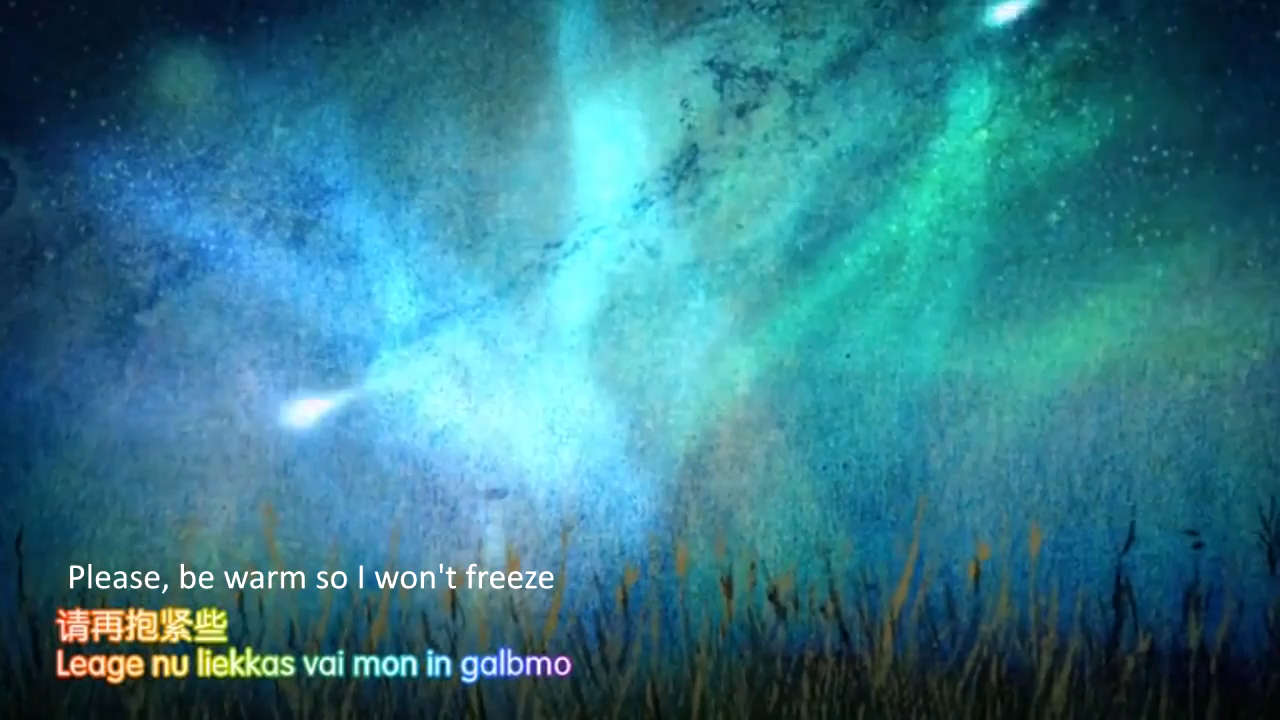 Please, be warm so I won't freeze
请再抱紧些
Leage nu liekkas vai mon in galbmo